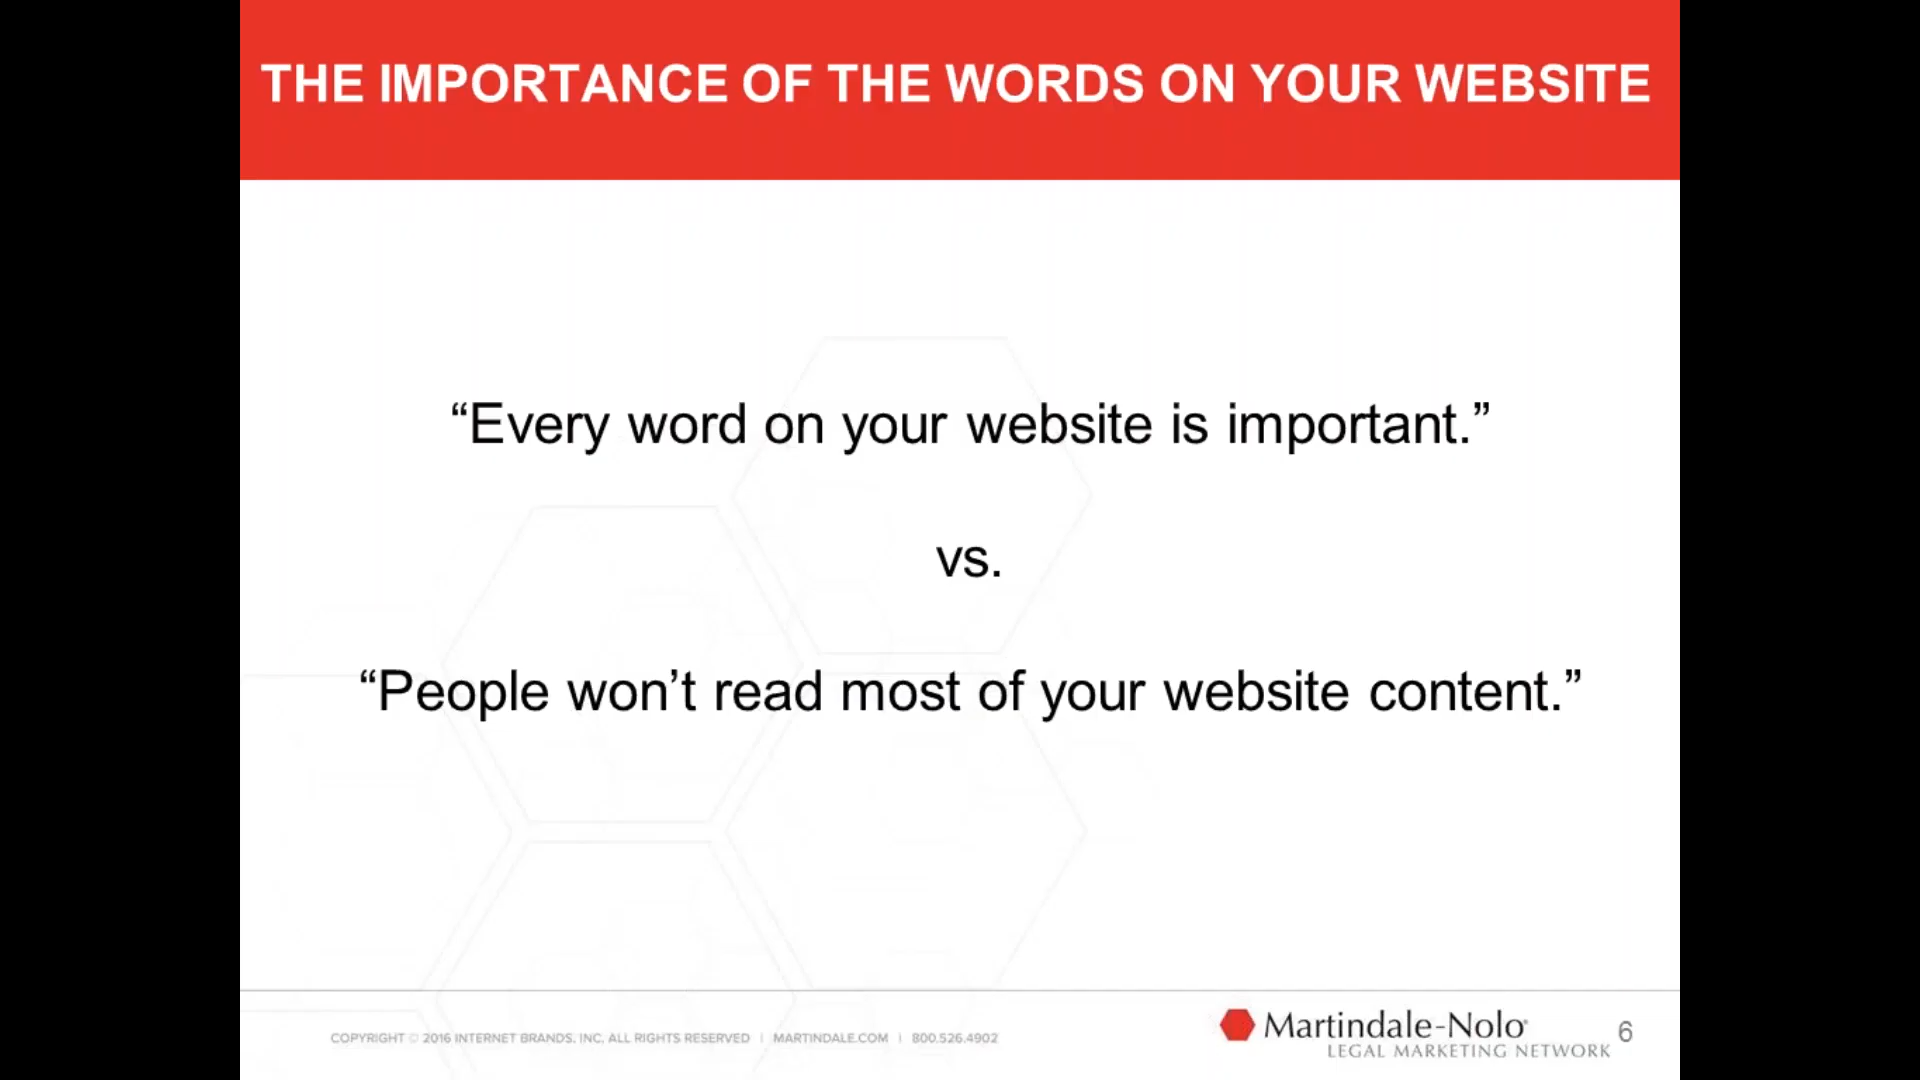 THE IMPORTANCE OF THE WORDS ON YOUR WEBSITE
“Every word on your website is important.”
vs.
“People won’t read most of your website content.”
COPYRIGHT © 2016 INTERNET BRANDS, INC. ALL RIGHTS RESERVED | MARTINDALE.COM | 800.526.4902
Martindale-Nolo®
LEGAL MARKETING NETWORK
6